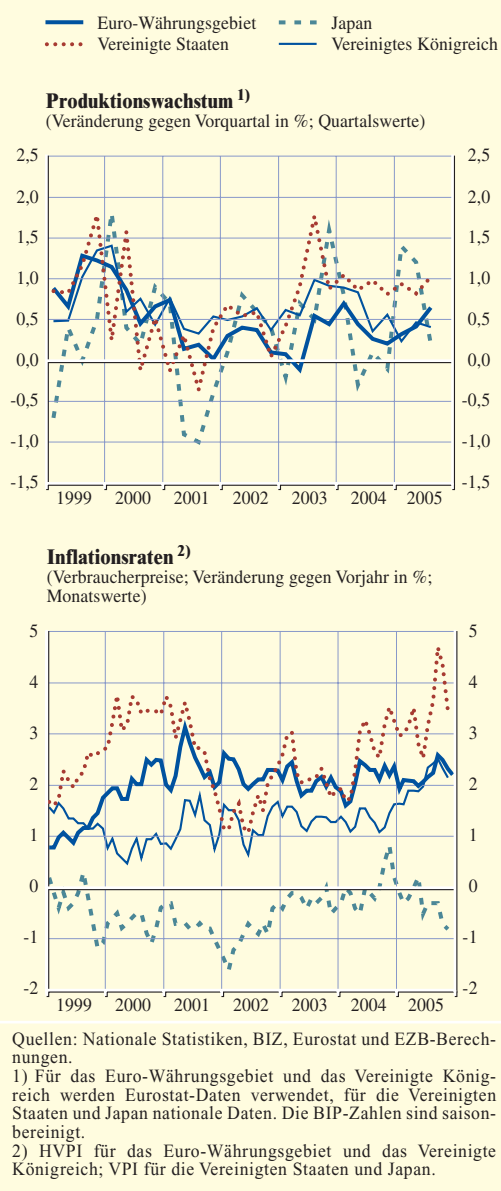 Euro-Währungsgebiet
Japan
Vereinigte Staaten
Vereinigtes Königreich
Produktionswachstum 1)
(Veränderung gegen Vorquartal in %; Quartalswerte)
2,5 2,5
2,0 2,0
1,5 1,5
1,0 1,0
0,5 0,5
0,0 0,0
-0,5 -0,5
-1,0 -1,0
-1,5 -1,5
1999 2000 2001 2002 2003 2004 2005
Inflationsraten 2)
(Verbraucherpreise; Veränderung gegen Vorjahr in %;
Monatswerte)
5 5
4 4
3 3
2 2
1 1
0 0
-1 -1
-2 -2
1999 2000 2001 2002 2003 2004 2005
Quellen: Nationale Statistiken, BIZ, Eurostat und EZB-Berech-
nungen.
1) Für das Euro-Währungsgebiet und das Vereinigte König-
reich werden Eurostat-Daten verwendet, für die Vereinigten
Staaten und Japan nationale Daten. Die BIP-Zahlen sind saison-
bereinigt.
2) HVPI für das Euro-Währungsgebiet und das Vereinigte
Königreich; VPI für die Vereinigten Staaten und Japan.